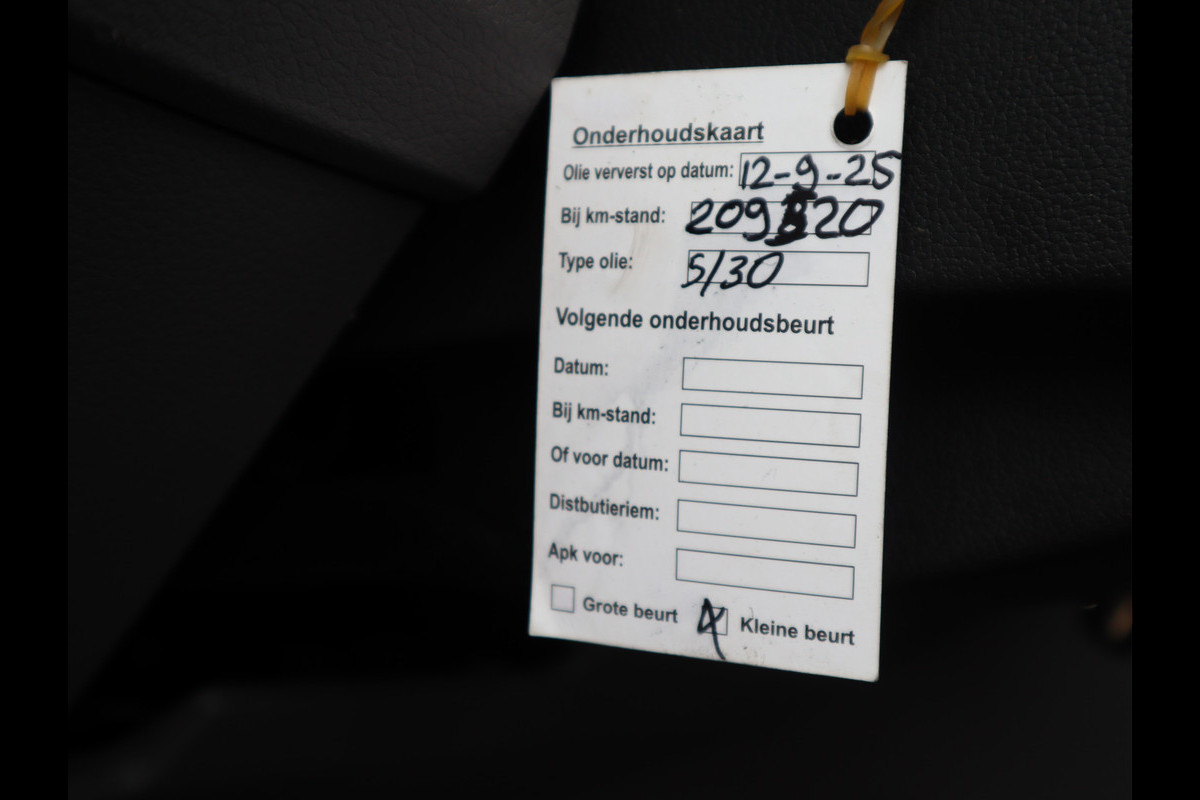 Onderhoudskaart
Olie ververst op datum: 12-9-25
Bij km-stand:
Type olie: 5/30
Volgende onderhoudsbeurt
Datum:
Bij km-stand:
Of voor datum:
Distbutieriem:
Apk voor:
Grote beurt Kleine beurt